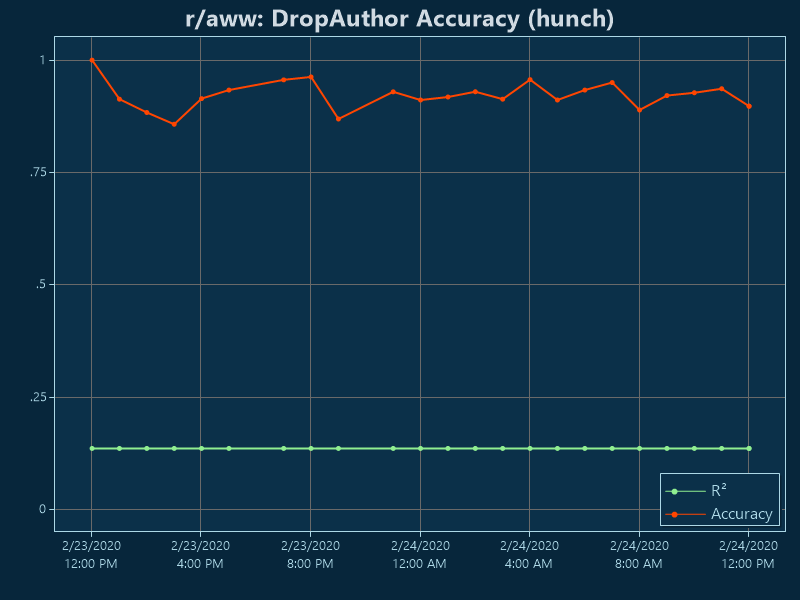 r/aww: DropAuthor Accuracy (hunch)
1
.75
.5
.25
0
R²
Accuracy
2/23/2020 2/23/2020 2/23/2020 2/24/2020 2/24/2020 2/24/2020 2/24/2020
12:00 PM 4:00 PM 8:00 PM 12:00 AM 4:00 AM 8:00 AM 12:00 PM